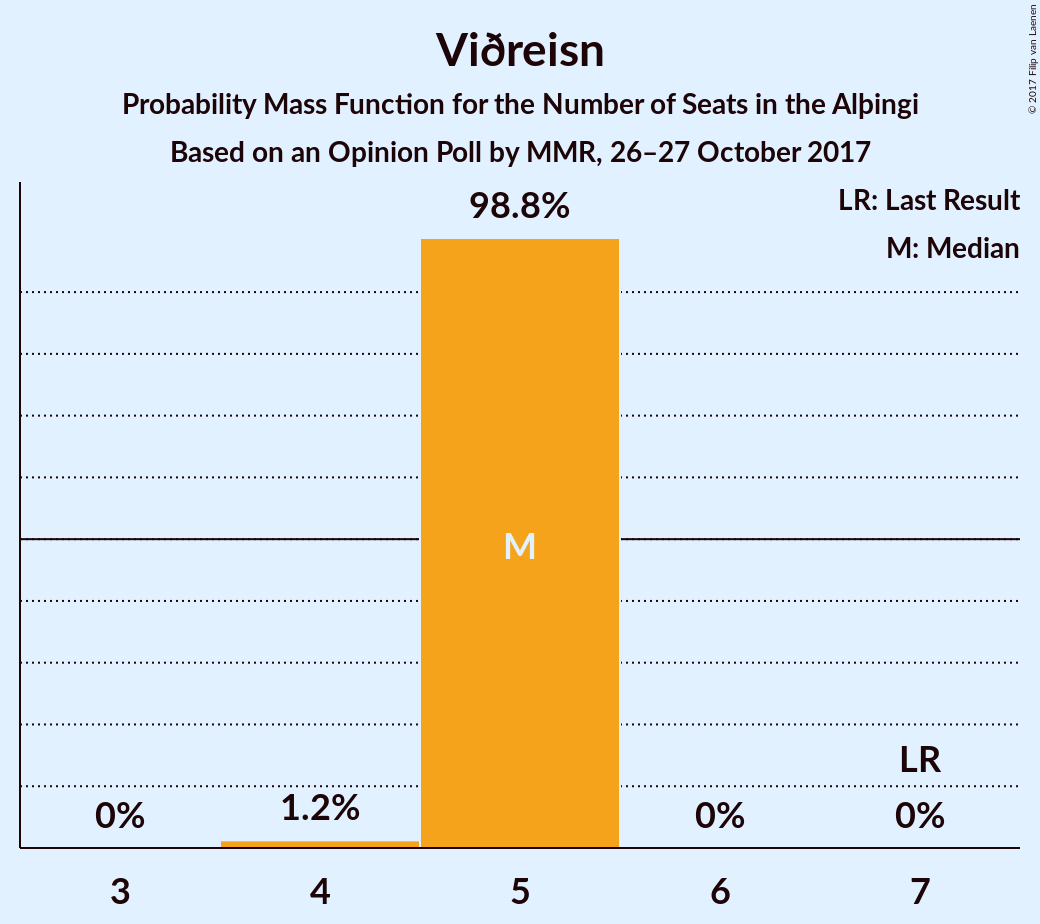 Viðreisn
Probability Mass Function for the Number of Seats in the Alþingi
Based on an Opinion Poll by MMR, 26–27 October 2017
© 2017 Filip van Laenen
LR: Last Result
M: Median
98.8%
M
LR
0%
1.2%
0%
0%
3
4
5
6
7